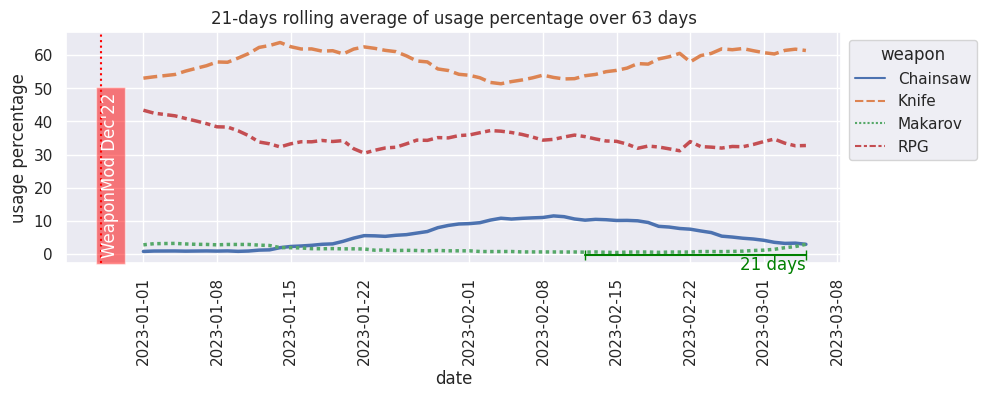 21-days rolling average of usage percentage over 63 days
usage percentage
60
50
40
30
20
10
0
WeaponMod Dec'22
21 days
2023-01-01
2023-01-08
2023-01-15
2023-01-22
2023-02-01
2023-02-08
2023-02-15
2023-02-22
2023-03-01
2023-03-08
date
weapon
Chainsaw
Knife
Makarov
RPG